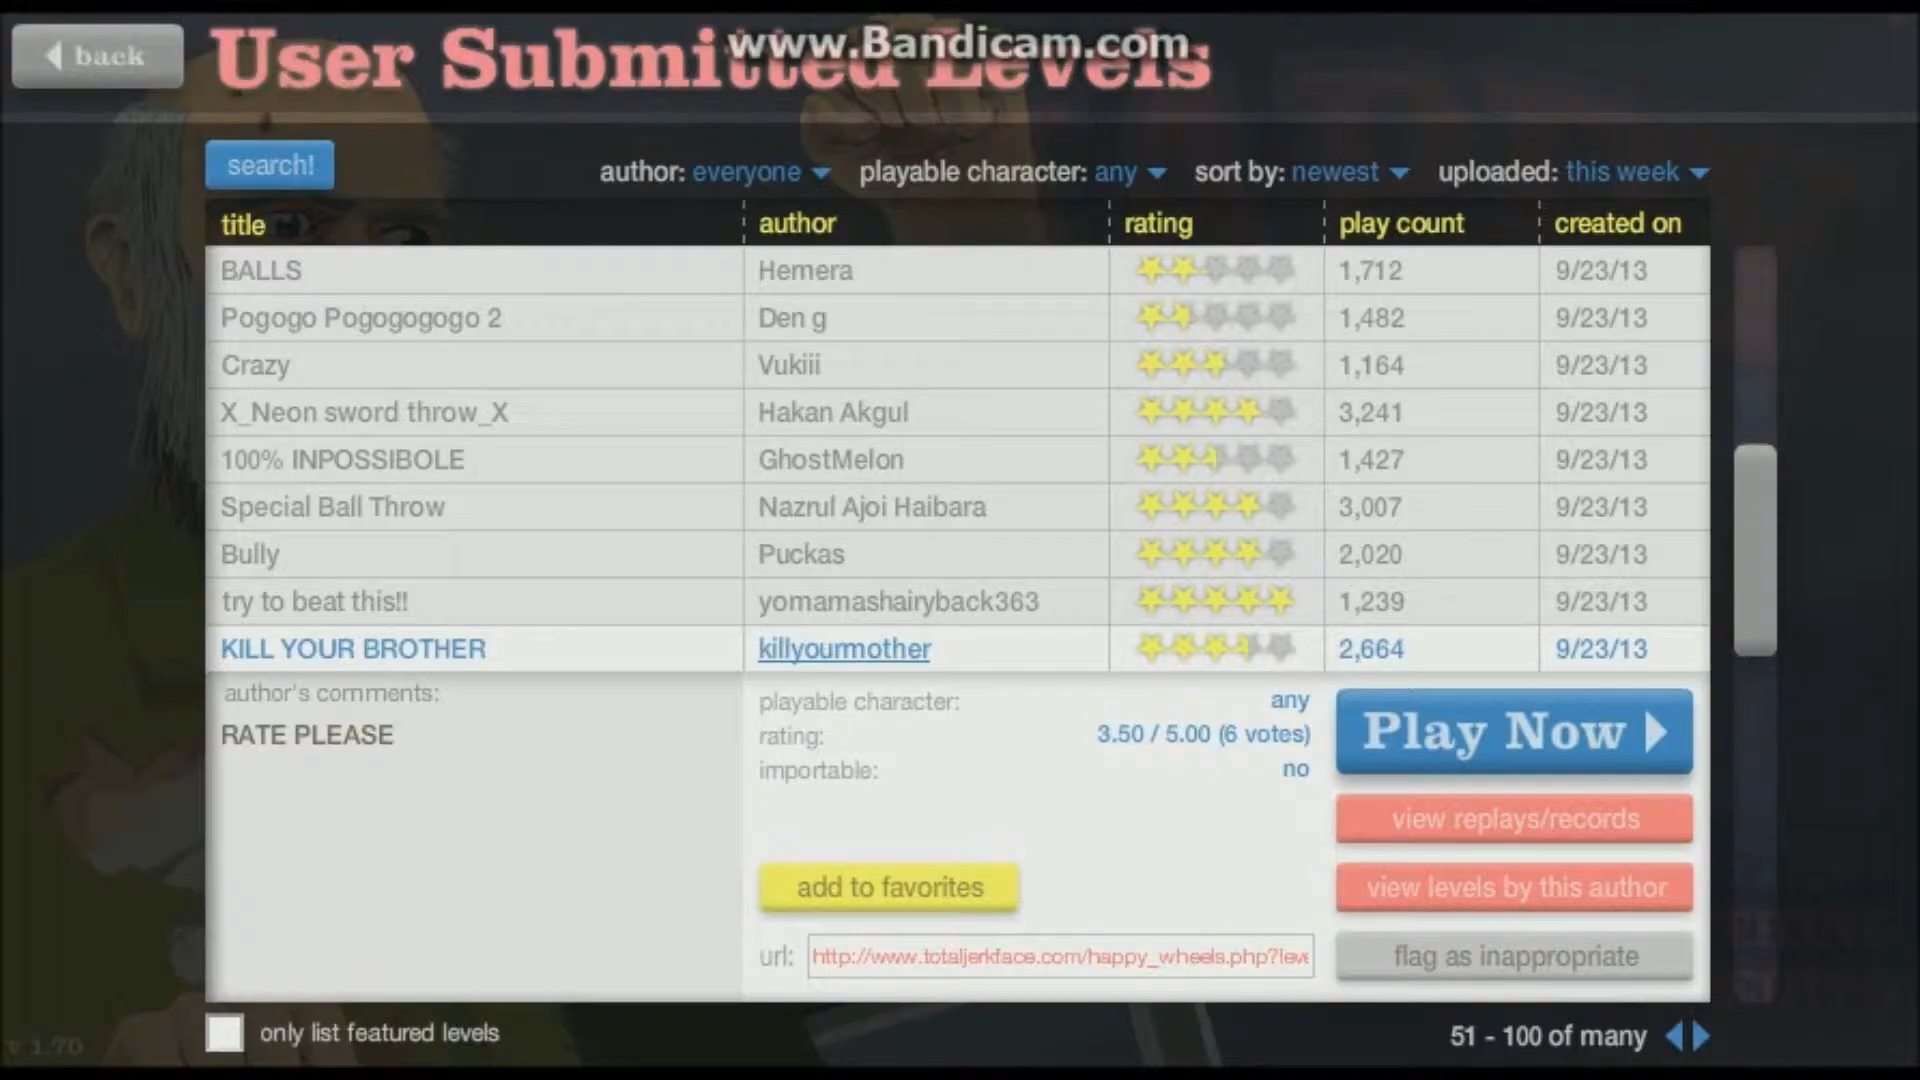 back
User Submitted Levels
www.Bandicam.com
search!
author: everyone playable character: any sort by: newest uploaded: this week
title author rating play count created on
BALLS Hemera 1,712 9/23/13
Pogogo Pogogogogo 2 Den g 1,482 9/23/13
Crazy Vukiii 1,164 9/23/13
X_Neon sword throw_X Hakan Akgul 3,241 9/23/13
100% INPOSSIBOLE GhostMelon 1,427 9/23/13
Special Ball Throw Nazrul Ajoi Haibara 3,007 9/23/13
Bully Puckas 2,020 9/23/13
try to beat this!! yomamashairyback363 1,239 9/23/13
KILL YOUR BROTHER killyourmother 2,664 9/23/13
author's comments:
RATE PLEASE
playable character: any
rating: 3.50 / 5.00 (6 votes)
importable: no
Play Now
view replays/records
add to favorites
view levels by this author
url: http://www.totaljerkface.com/happy_wheels.php?leve
flag as inappropriate
only list featured levels
51 - 100 of many
v 1.70